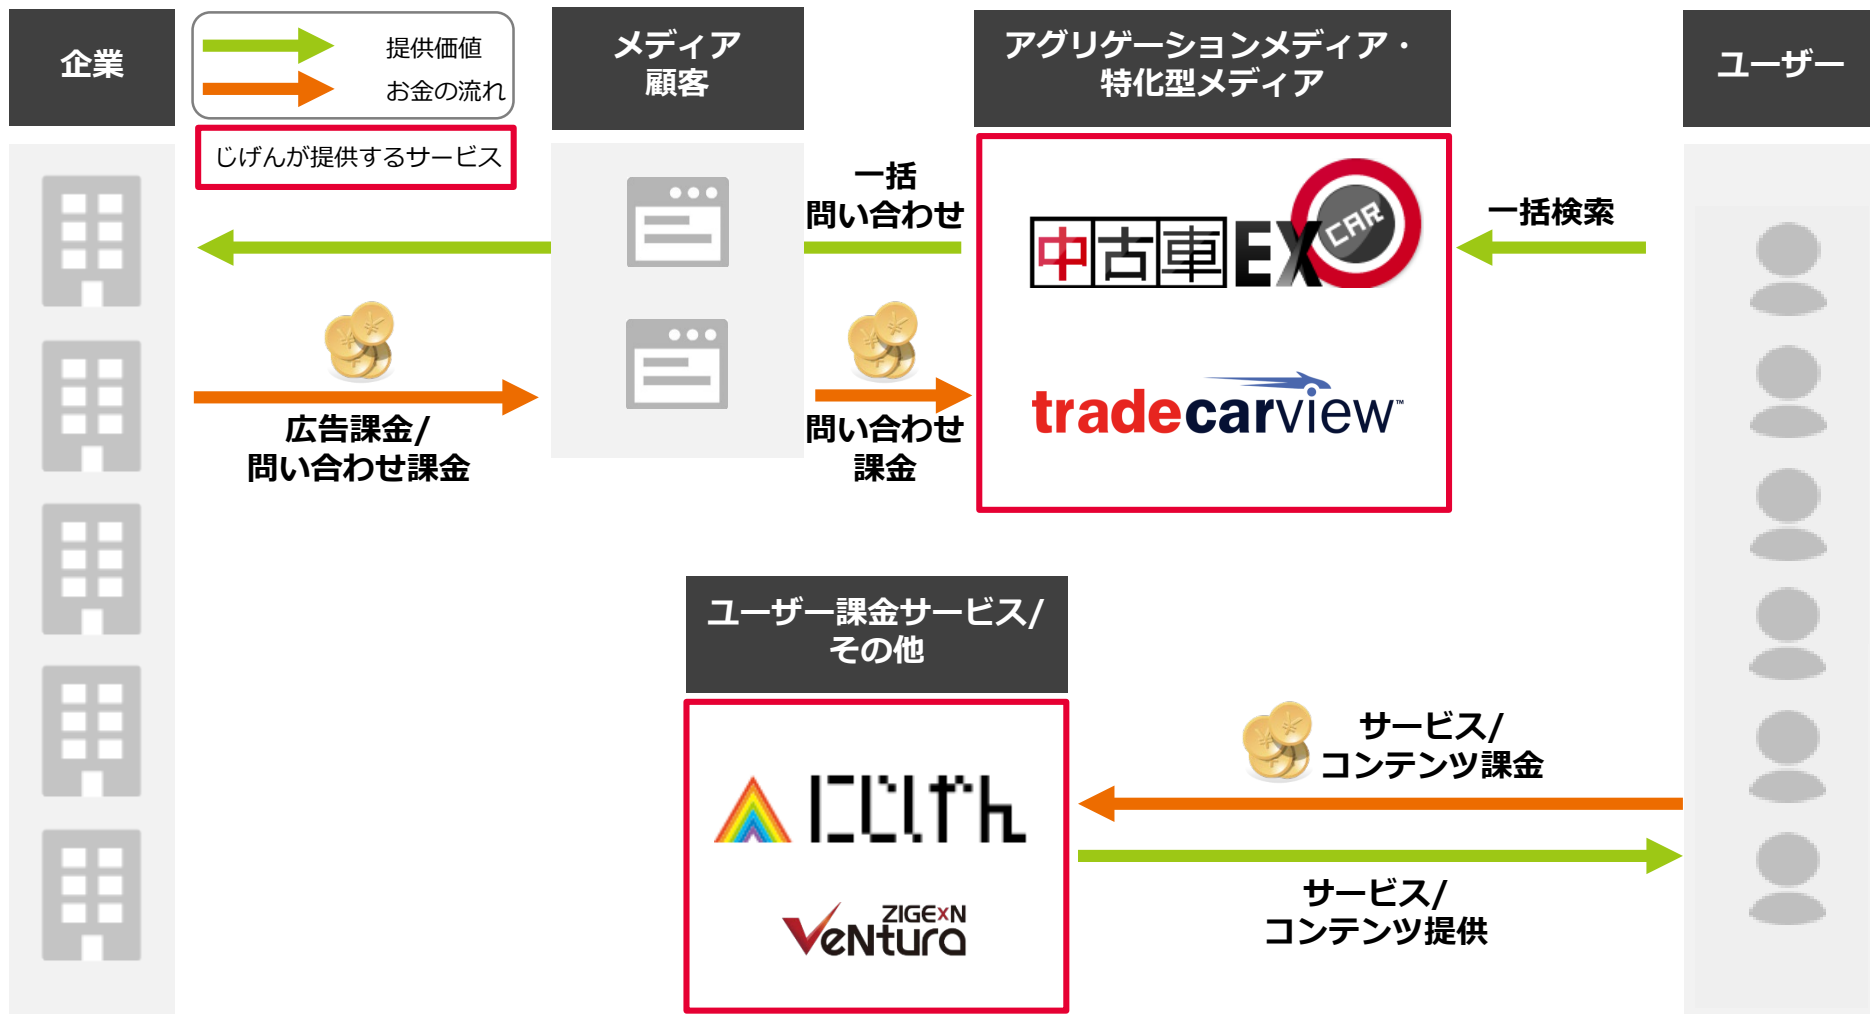 企業
提供価値
お金の流れ
じげんが提供するサービス
メディア
顧客
アグリゲーションメディア・
特化型メディア
ユーザー
一括
問い合わせ
中古車EX
CAR
一括検索
広告課金/
問い合わせ課金
問い合わせ
課金
tradecarview™
ユーザー課金サービス/
その他
にじげん
ZIGExN
VeNtura
サービス/
コンテンツ課金
サービス/
コンテンツ提供